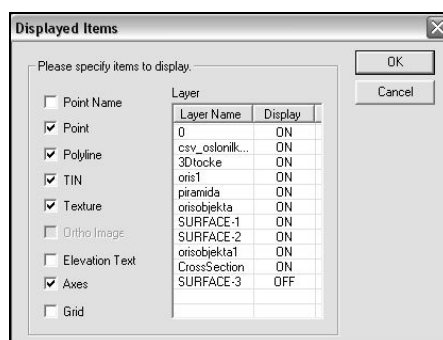 Displayed Items
Please specify items to display.
OK
Cancel
Point Name
Point
Polyline
TIN
Texture
Ortho Image
Elevation Text
Axes
Grid
Layer
Layer Name Display
0 ON
csv_oslonilk... ON
3Dtocke ON
oris1 ON
piramida ON
orisobjekta ON
SURFACE-1 ON
SURFACE-2 ON
orisobjekta1 ON
CrossSection ON
SURFACE-3 OFF